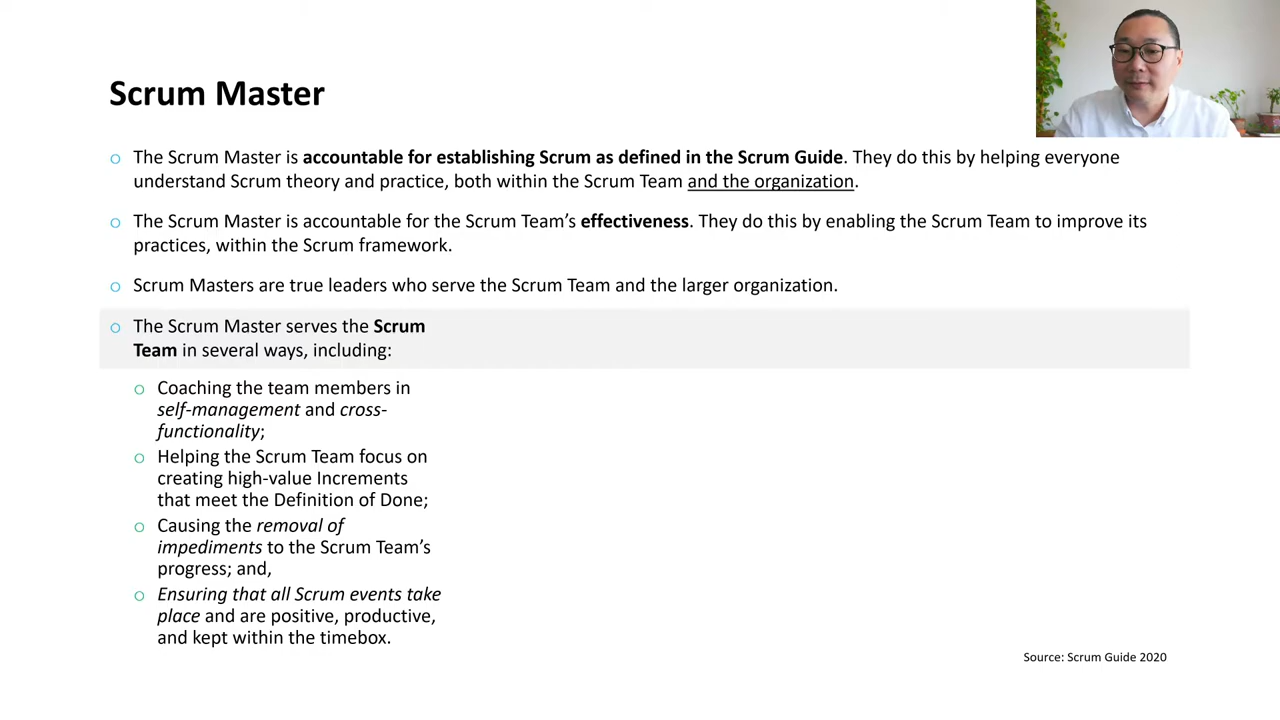 Scrum Master
o The Scrum Master is accountable for establishing Scrum as defined in the Scrum Guide. They do this by helping everyone
understand Scrum theory and practice, both within the Scrum Team and the organization.
o The Scrum Master is accountable for the Scrum Team’s effectiveness. They do this by enabling the Scrum Team to improve its
practices, within the Scrum framework.
o Scrum Masters are true leaders who serve the Scrum Team and the larger organization.
o The Scrum Master serves the Scrum
Team in several ways, including:
o Coaching the team members in
self-management and cross-
functionality;
o Helping the Scrum Team focus on
creating high-value Increments
that meet the Definition of Done;
o Causing the removal of
impediments to the Scrum Team’s
progress; and,
o Ensuring that all Scrum events take
place and are positive, productive,
and kept within the timebox.
Source: Scrum Guide 2020